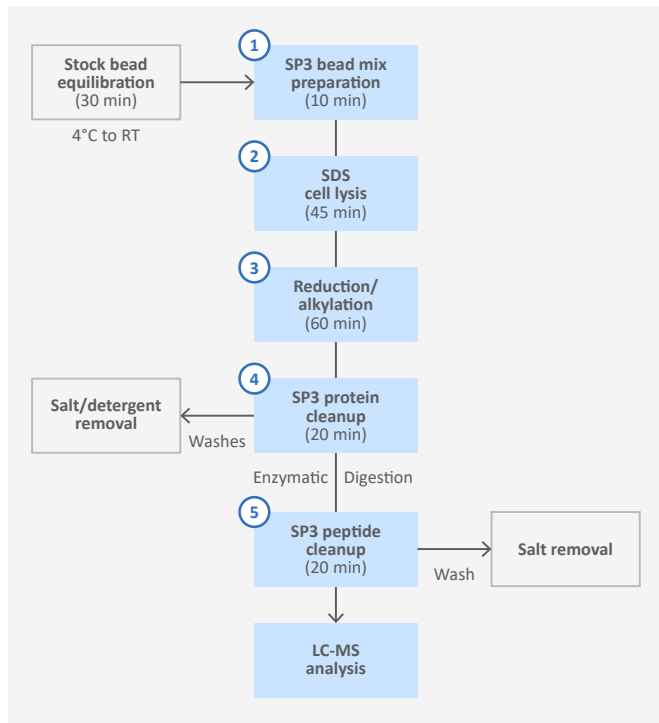 Stock bead
equilibration
(30 min)
4°C to RT
1
SP3 bead mix
preparation
(10 min)
2
SDS
cell lysis
(45 min)
3
Reduction/
alkylation
(60 min)
4
SP3 protein
cleanup
(20 min)
Salt/detergent
removal
Washes
Enzymatic Digestion
5
SP3 peptide
cleanup
(20 min)
Wash
Salt removal
LC-MS
analysis